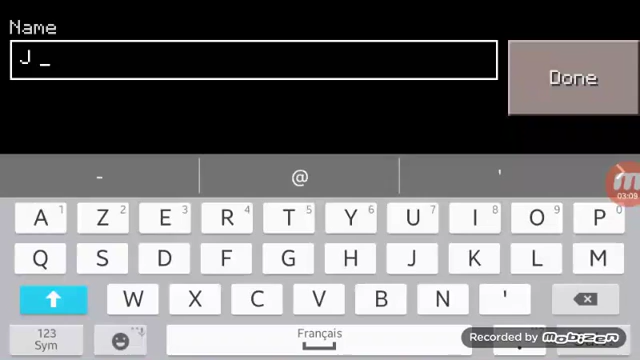 Name
J _
Done
- @ '
03:09
A 1 Z 2 E 3 R 4 T 5 Y 6 U 7 I 8 O 9 P 0
Q S D F G H J K L M
W X C V B N '
123 Sym Français
Recorded by MOBIZEN